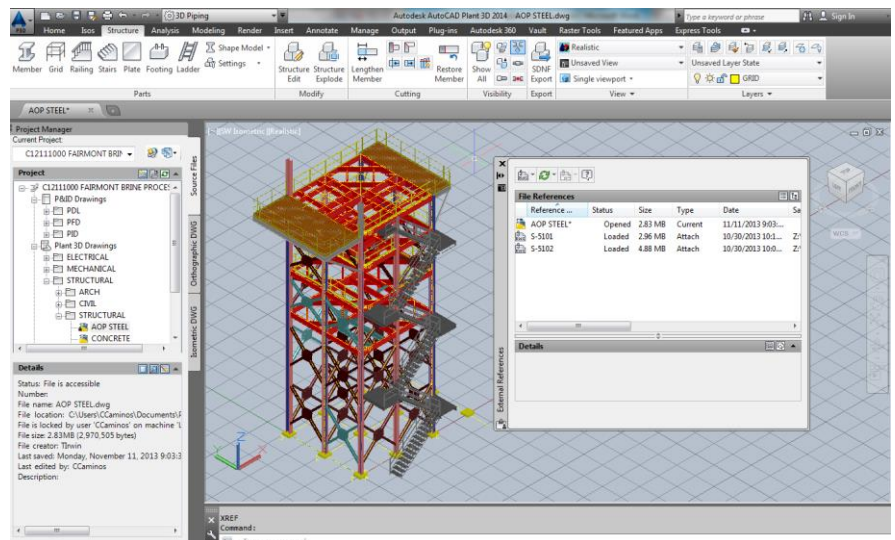 3D Piping
Autodesk AutoCAD Plant 3D 2014 AOP STEEL.dwg
Type a keyword or phrase
Sign In
Home Isos Structure Analysis Modeling Render Insert Annotate Manage Output Plug-ins Autodesk 360 Vault Raster Tools Featured Apps Express Tools
Member Grid Railing Stairs Plate Footing Ladder
Shape Model
Settings
Structure Edit
Structure Explode
Lengthen Member
Restore Member
Show All
SDNF Export
Realistic
Unsaved View
Single viewport
Unsaved Layer State
GRID
Parts Modify Cutting Visibility Export View Layers
AOP STEEL*
Project Manager
Current Project:
C12111000 FAIRMONT BRIN
Project
C12111000 FAIRMONT BRINE PROCE
P&ID Drawings
PDL
PFD
PID
Plant 3D Drawings
ELECTRICAL
MECHANICAL
STRUCTURAL
ARCH
CIVIL
STRUCTURAL
AOP STEEL
CONCRETE
Source Files
Orthographic DWG
Isometric DWG
Details
Status: File is accessible
Number:
File name: AOP STEEL.dwg
File location: C:\Users\CCaminos\Documents\
File is locked by user 'CCaminos' on machine
File size: 2.83MB (2,970,505 bytes)
File creator: TIrwin
Last saved: Monday, November 11, 2013 9:03:
Last edited by: CCaminos
Description:
[-][SW Isometric][Realistic]
Z
Y
X
WCS
External References
File References
Reference ... Status Size Type Date Sa
AOP STEEL* Opened 2.83 MB Current 11/11/2013 9:03:...
S-5101 Loaded 2.96 MB Attach 10/30/2013 10:1... Z:
S-5102 Loaded 4.88 MB Attach 10/30/2013 10:0... Z:
Details
XREF
Command: